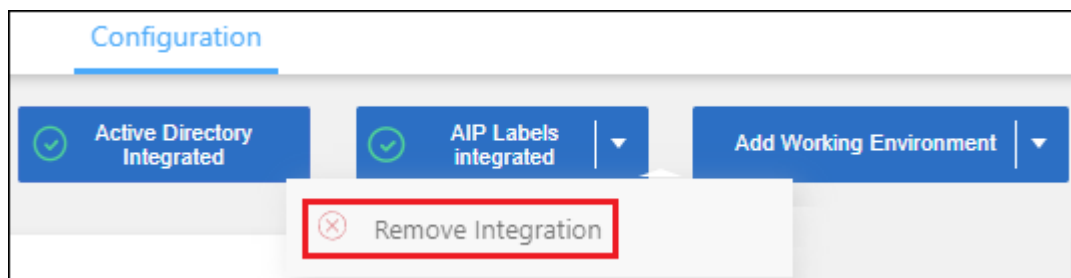 Configuration
Active Directory
Integrated
AIP Labels
integrated
Add Working Environment
Remove Integration